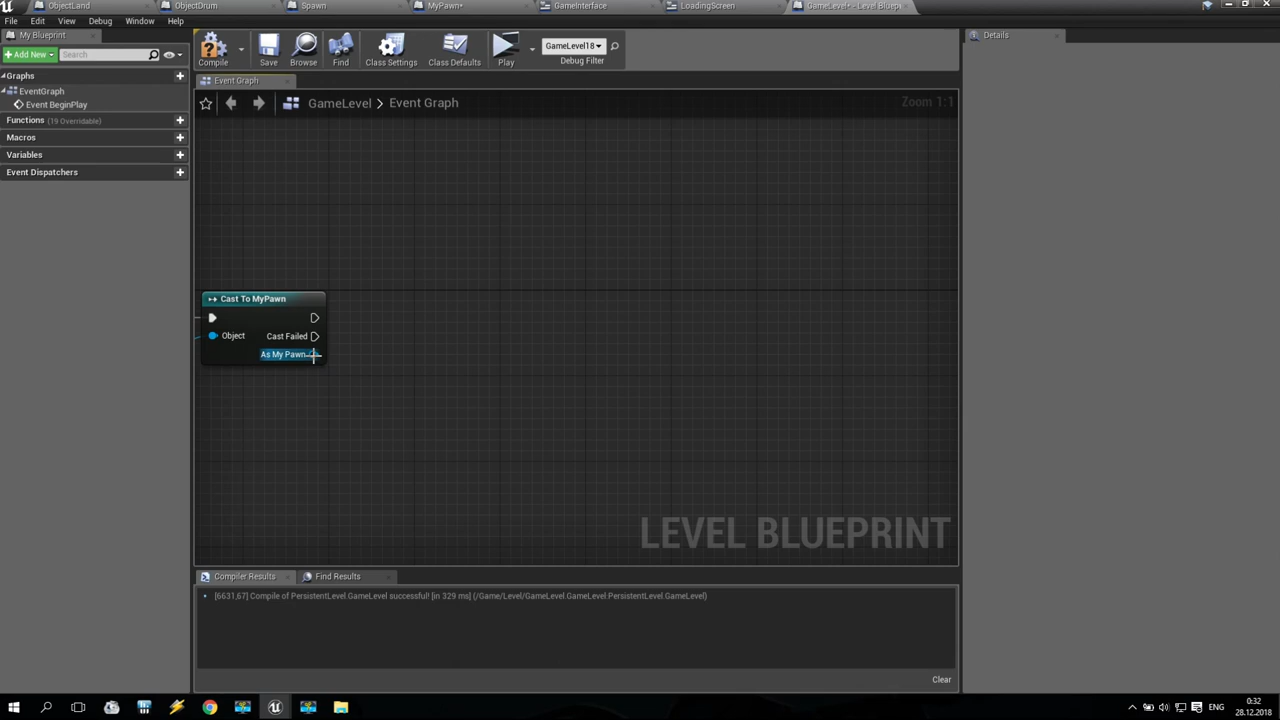 ObjectLand
ObjectDrum
Spawn
MyPawn*
GameInterface
LoadingScreen
GameLevel* - Level Bluep
File Edit View Debug Window Help
My Blueprint
Details
Add New
Search
Compile
Save
Browse
Find
Class Settings
Class Defaults
Play
GameLevel18
Debug Filter
Graphs
EventGraph
Event BeginPlay
Functions (19 Overridable)
Macros
Variables
Event Dispatchers
Event Graph
GameLevel > Event Graph
Zoom 1:1
Cast To MyPawn
Object
Cast Failed
As My Pawn
LEVEL BLUEPRINT
Compiler Results
Find Results
[6631,67] Compile of PersistentLevel.GameLevel successful! [in 329 ms] (/Game/Level/GameLevel.GameLevel.PersistentLevel.GameLevel)
Clear
ENG
0:32
28.12.2018